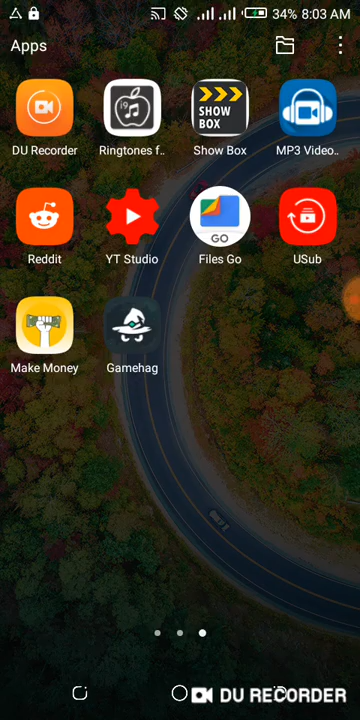 34% 8:03 AM
Apps
SHOW
BOX
DU Recorder
Ringtones f..
Show Box
MP3 Video..
GO
Reddit
YT Studio
Files Go
USub
Make Money
Gamehag
DU RECORDER